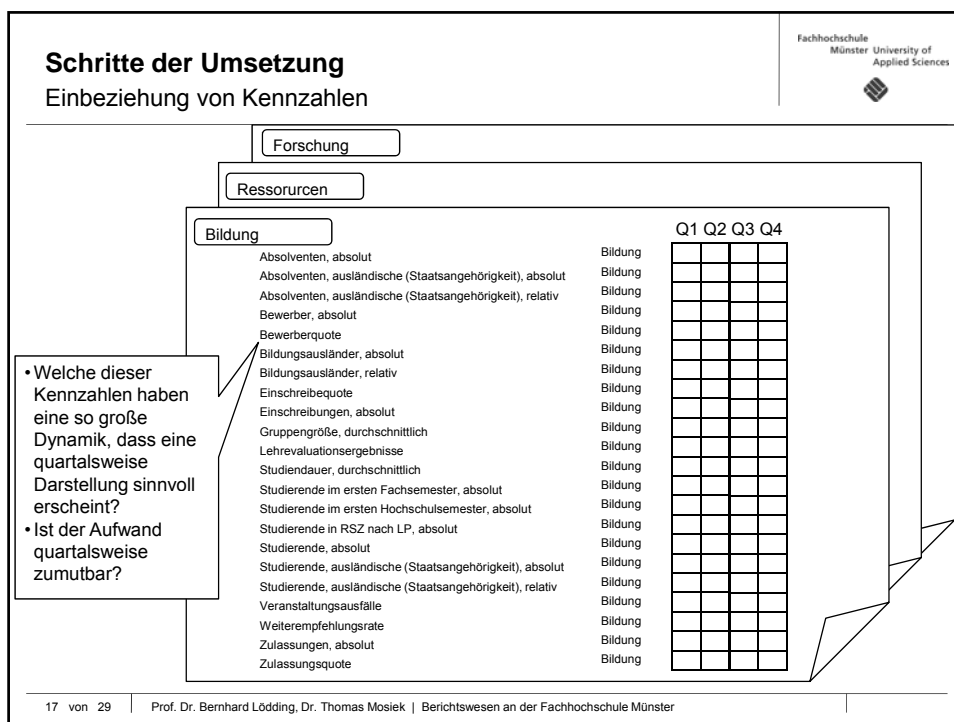 Schritte der Umsetzung
Einbeziehung von Kennzahlen
Fachhochschule
Münster University of
Applied Sciences
Forschung
Ressorurcen
Bildung
Q1 Q2 Q3 Q4
Absolventen, absolut Bildung
Absolventen, ausländische (Staatsangehörigkeit), absolut Bildung
Absolventen, ausländische (Staatsangehörigkeit), relativ Bildung
Bewerber, absolut Bildung
Bewerberquote Bildung
Bildungsausländer, absolut Bildung
Bildungsausländer, relativ Bildung
Einschreibequote Bildung
Einschreibungen, absolut Bildung
Gruppengröße, durchschnittlich Bildung
Lehrevaluationsergebnisse Bildung
Studiendauer, durchschnittlich Bildung
Studierende im ersten Fachsemester, absolut Bildung
Studierende im ersten Hochschulsemester, absolut Bildung
Studierende in RSZ nach LP, absolut Bildung
Studierende, absolut Bildung
Studierende, ausländische (Staatsangehörigkeit), absolut Bildung
Studierende, ausländische (Staatsangehörigkeit), relativ Bildung
Veranstaltungsausfälle Bildung
Weiterempfehlungsrate Bildung
Zulassungen, absolut Bildung
Zulassungsquote Bildung
• Welche dieser
Kennzahlen haben
eine so große
Dynamik, dass eine
quartalsweise
Darstellung sinnvoll
erscheint?
• Ist der Aufwand
quartalsweise
zumutbar?
17 von 29 Prof. Dr. Bernhard Lödding, Dr. Thomas Mosiek | Berichtswesen an der Fachhochschule Münster